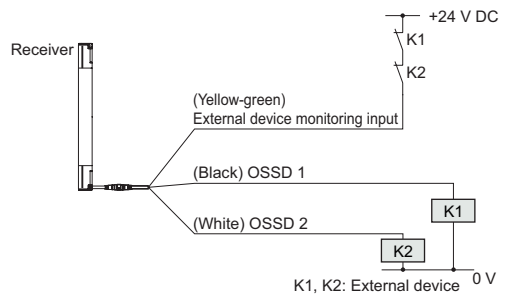 +24 V DC
K1
Receiver
K2
(Yellow-green)
External device monitoring input
(Black) OSSD 1
K1
(White) OSSD 2
K2
0 V
K1, K2: External device